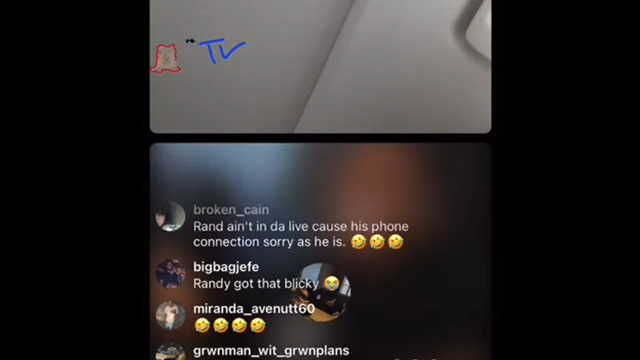 TV
broken_cain
Rand ain't in da live cause his phone
connection sorry as he is. 🤣🤣🤣
bigbagjefe
Randy got that blicky 😭
miranda_avenutt60
🤣🤣🤣🤣
grwnman_wit_grwnplans